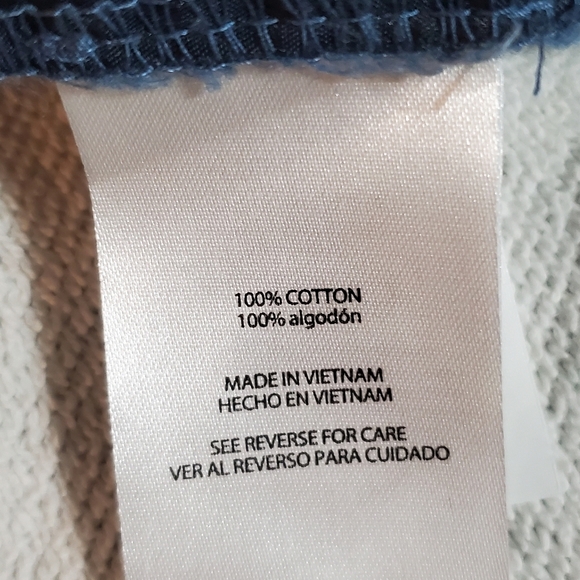 100% COTTON
100% algodón
MADE IN VIETNAM
HECHO EN VIETNAM
SEE REVERSE FOR CARE
VER AL REVERSO PARA CUIDADO